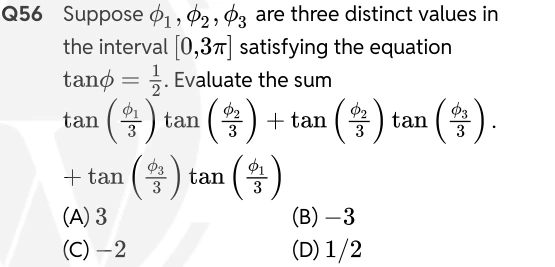 Q56 Suppose ϕ₁, ϕ₂, ϕ₃ are three distinct values in
the interval [0,3π] satisfying the equation
tanϕ = 1/2. Evaluate the sum
tan (ϕ₁/3) tan (ϕ₂/3) + tan (ϕ₂/3) tan (ϕ₃/3) .
+ tan (ϕ₃/3) tan (ϕ₁/3)
(A) 3 (B) −3
(C) −2 (D) 1/2